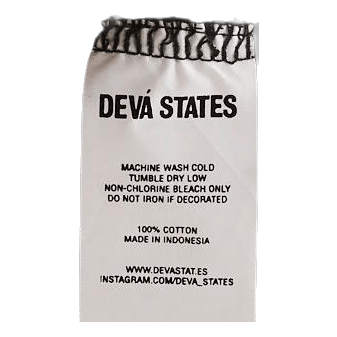 DEVÁ STATES
MACHINE WASH COLD
TUMBLE DRY LOW
NON-CHLORINE BLEACH ONLY
DO NOT IRON IF DECORATED
100% COTTON
MADE IN INDONESIA
WWW.DEVASTAT.ES
INSTAGRAM.COM/DEVA_STATES